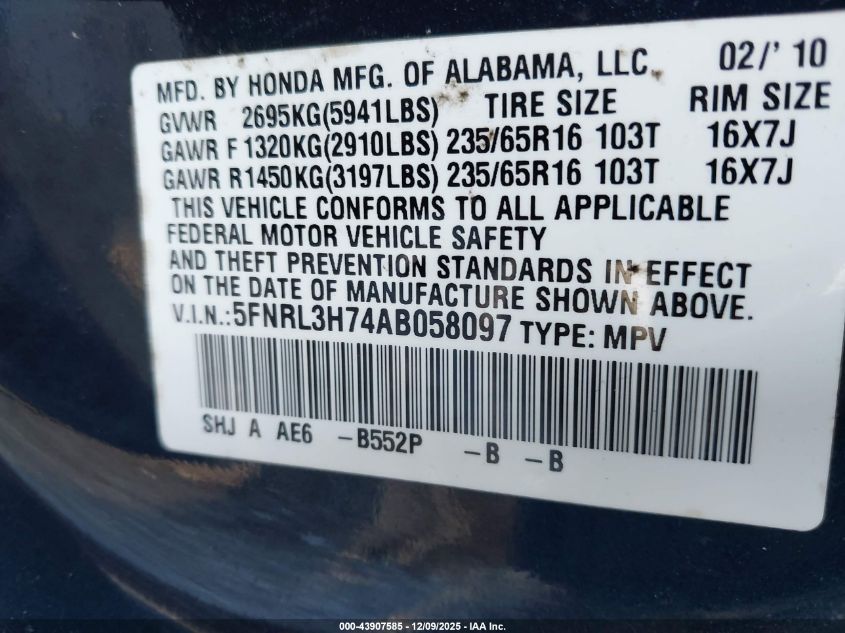 MFD. BY HONDA MFG. OF ALABAMA, LLC. 02/' 10
GVWR 2695KG(5941LBS) TIRE SIZE RIM SIZE
GAWR F 1320KG(2910LBS) 235/65R16 103T 16X7J
GAWR R1450KG(3197LBS) 235/65R16 103T 16X7J
THIS VEHICLE CONFORMS TO ALL APPLICABLE
FEDERAL MOTOR VEHICLE SAFETY
AND THEFT PREVENTION STANDARDS IN EFFECT
ON THE DATE OF MANUFACTURE SHOWN ABOVE.
V.I.N.:5FNRL3H74AB058097 TYPE: MPV
SHJ A AE6 -B552P -B -B
000-43907585 - 12/09/2025 - IAA Inc.